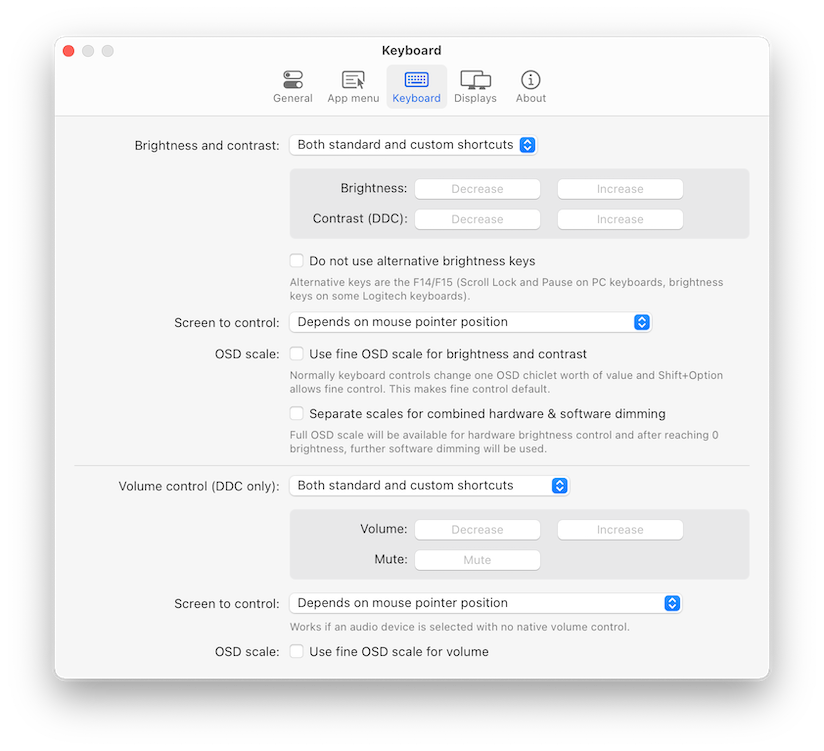 Keyboard
General App menu Keyboard Displays About
Brightness and contrast: Both standard and custom shortcuts
Brightness: Decrease Increase
Contrast (DDC): Decrease Increase
Do not use alternative brightness keys
Alternative keys are the F14/F15 (Scroll Lock and Pause on PC keyboards, brightness
keys on some Logitech keyboards).
Screen to control: Depends on mouse pointer position
OSD scale: Use fine OSD scale for brightness and contrast
Normally keyboard controls change one OSD chiclet worth of value and Shift+Option
allows fine control. This makes fine control default.
Separate scales for combined hardware & software dimming
Full OSD scale will be available for hardware brightness control and after reaching 0
brightness, further software dimming will be used.
Volume control (DDC only): Both standard and custom shortcuts
Volume: Decrease Increase
Mute: Mute
Screen to control: Depends on mouse pointer position
Works if an audio device is selected with no native volume control.
OSD scale: Use fine OSD scale for volume